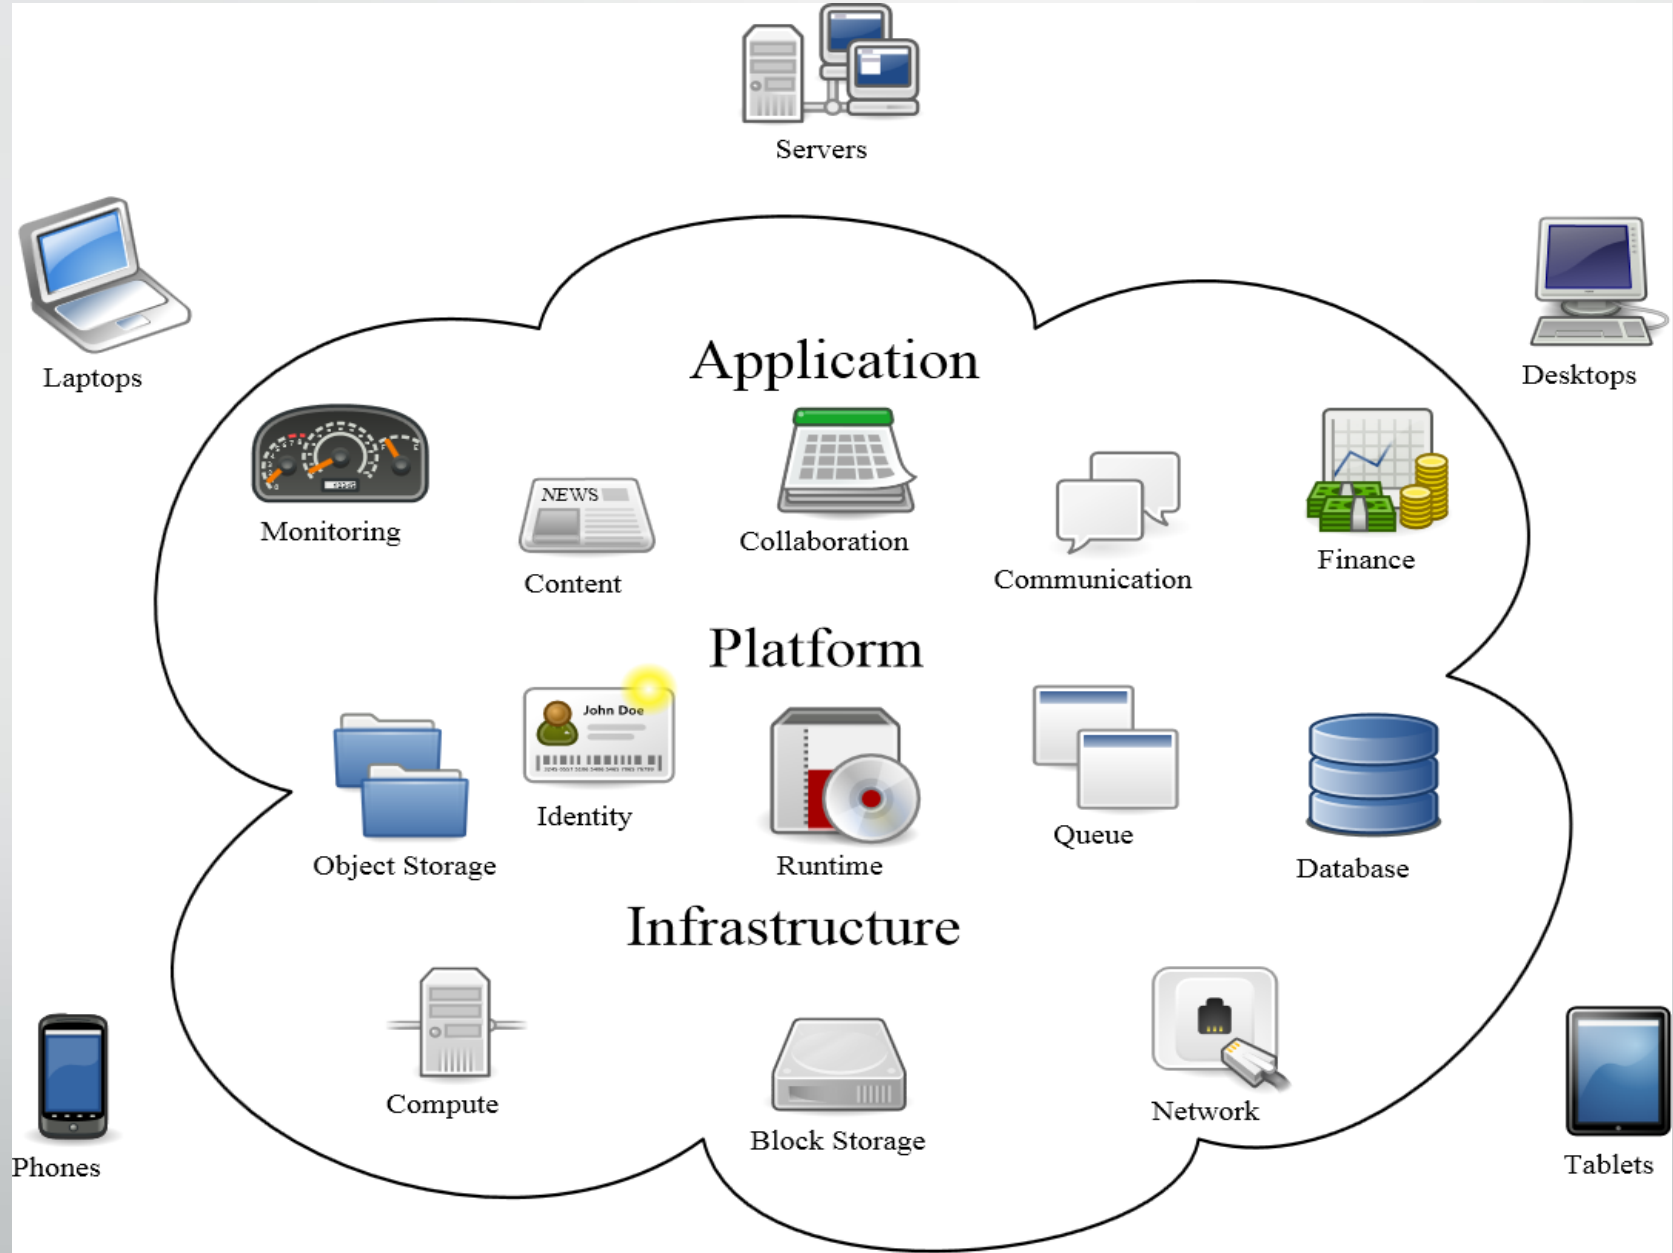 Servers
Laptops
Desktops
Application
Monitoring
NEWS
Content
Collaboration
Communication
Finance
Platform
John Doe
Identity
Object Storage
Runtime
Queue
Database
Infrastructure
Compute
Block Storage
Network
Phones
Tablets